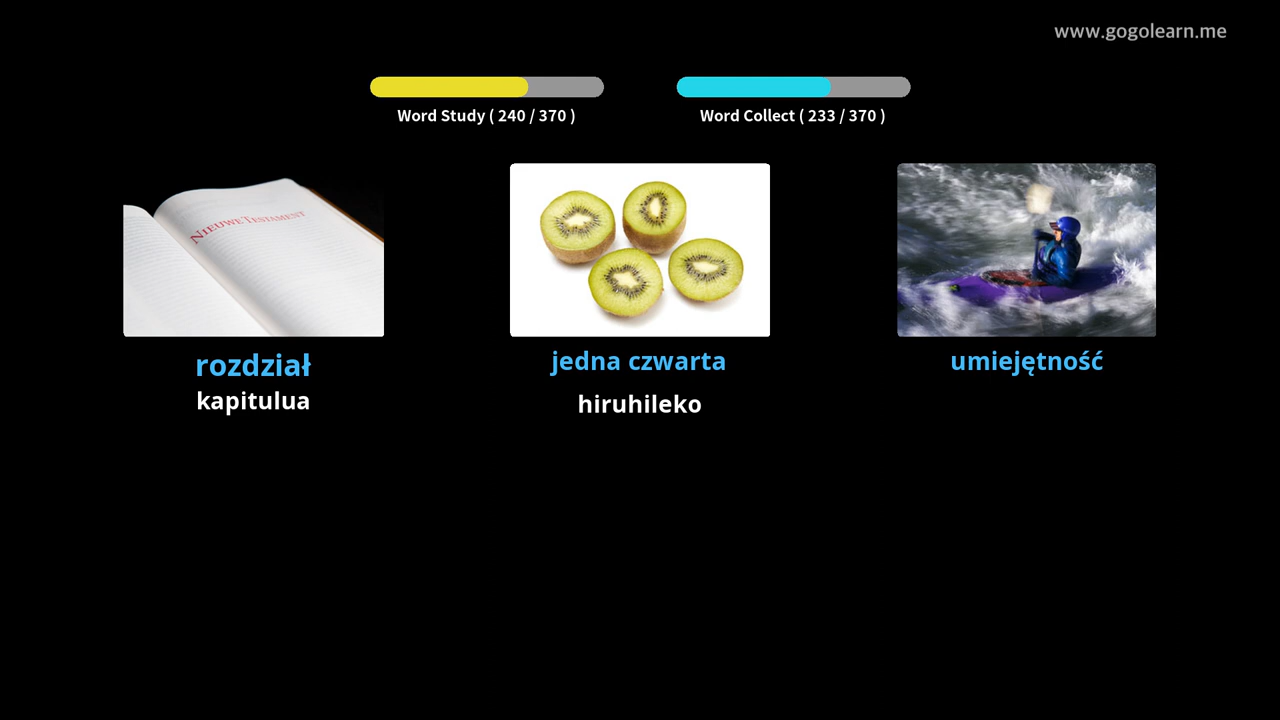 www.gogolearn.me
Word Study ( 240 / 370 )
Word Collect ( 233 / 370 )
NIEUWE TESTAMENT
rozdział
kapitulua
jedna czwarta
hiruhileko
umiejętność